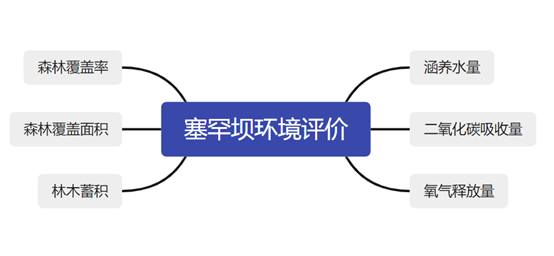 森林覆盖率
森林覆盖面积
林木蓄积
塞罕坝环境评价
涵养水量
二氧化碳吸收量
氧气释放量